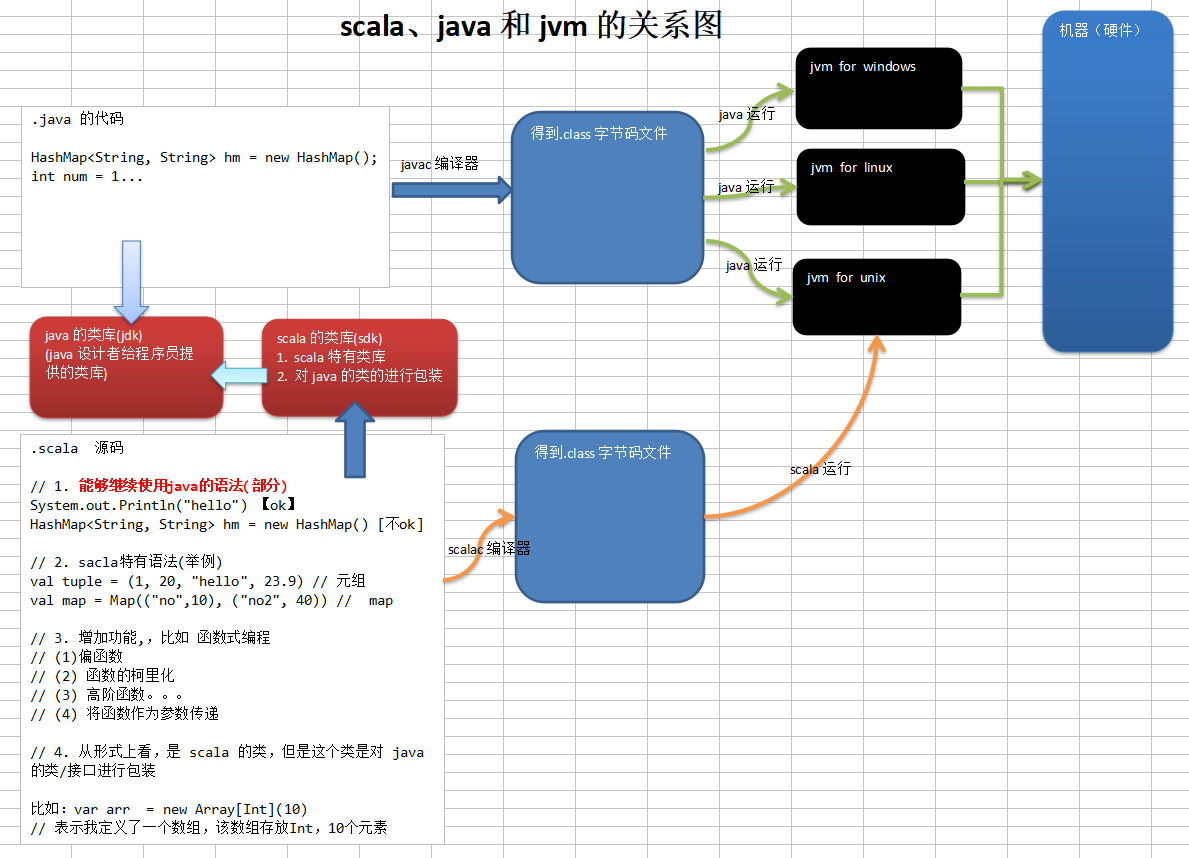 scala、java 和 jvm 的关系图
机器（硬件）
jvm for windows
.java 的代码
HashMap<String, String> hm = new HashMap();
int num = 1...
javac 编译器
得到.class 字节码文件
java 运行
java 运行
jvm for linux
java 运行
jvm for unix
java 的类库(jdk)
(java 设计者给程序员提
供的类库)
scala 的类库(sdk)
1. scala 特有类库
2. 对 java 的类的进行包装
.scala 源码
// 1. 能够继续使用java的语法(部分)
System.out.Println("hello") 【ok】
HashMap<String, String> hm = new HashMap() [不ok]
// 2. sacla特有语法(举例)
val tuple = (1, 20, "hello", 23.9) // 元组
val map = Map(("no",10), ("no2", 40)) // map
// 3. 增加功能,，比如 函数式编程
// (1)偏函数
// (2) 函数的柯里化
// (3) 高阶函数。。。
// (4) 将函数作为参数传递
// 4. 从形式上看，是 scala 的类，但是这个类是对 java
的类/接口进行包装
比如：var arr = new Array[Int](10)
// 表示我定义了一个数组，该数组存放Int，10个元素
scalac 编译器
得到.class 字节码文件
scala 运行